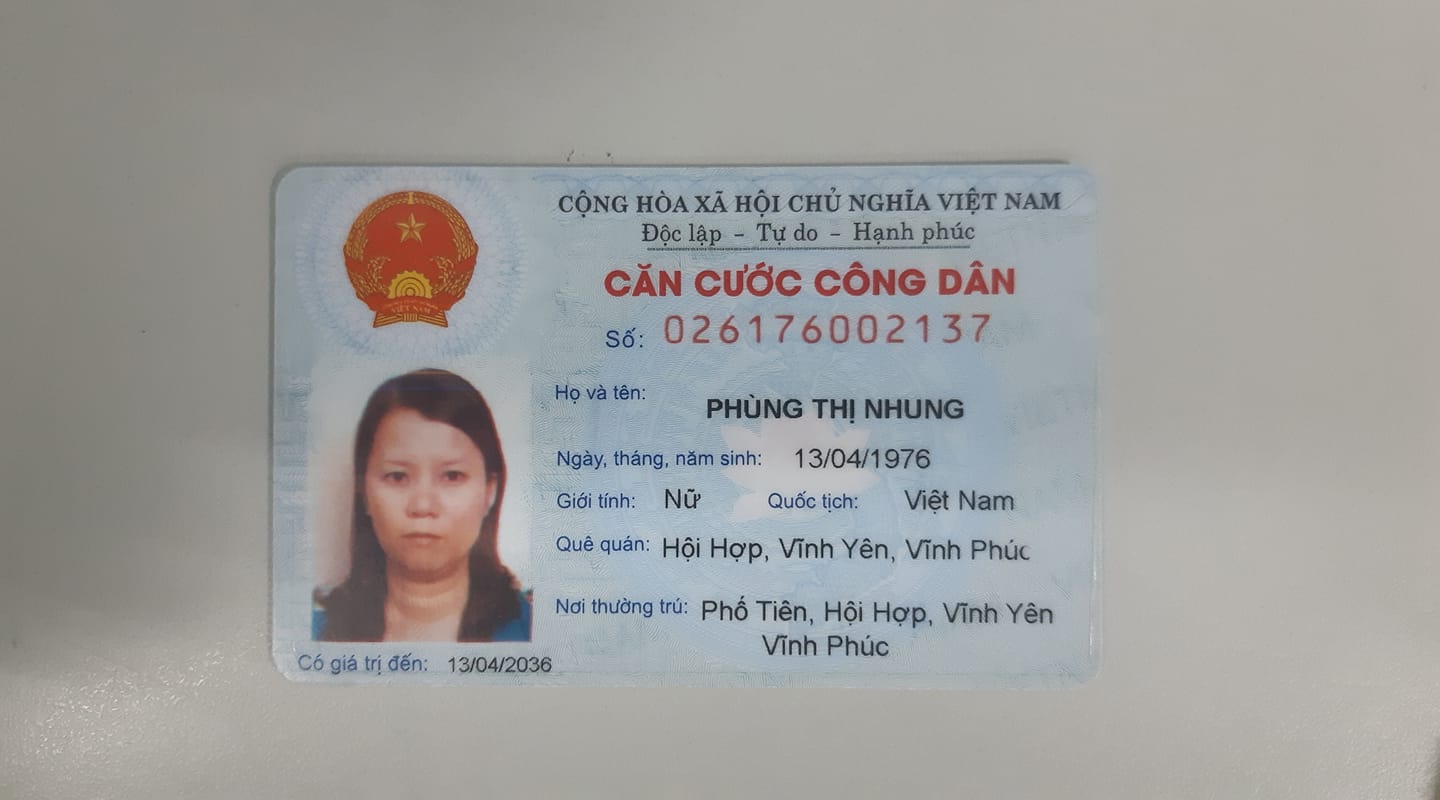 CỘNG HÒA XÃ HỘI CHỦ NGHĨA VIỆT NAM
Độc lập - Tự do - Hạnh phúc
CĂN CƯỚC CÔNG DÂN
Số: 026176002137
Họ và tên: PHÙNG THỊ NHUNG
Ngày, tháng, năm sinh: 13/04/1976
Giới tính: Nữ Quốc tịch: Việt Nam
Quê quán: Hội Hợp, Vĩnh Yên, Vĩnh Phúc
Nơi thường trú: Phố Tiên, Hội Hợp, Vĩnh Yên
Vĩnh Phúc
Có giá trị đến: 13/04/2036
VIỆT NAM